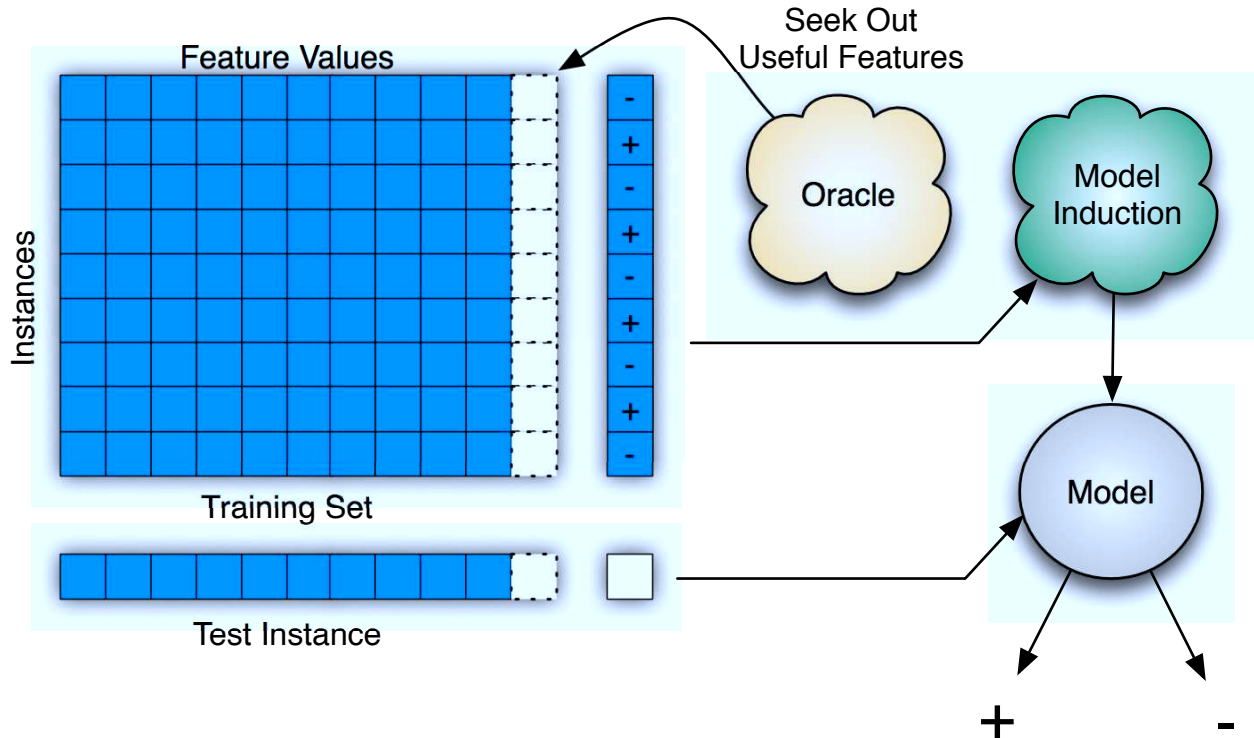 Seek Out
Useful Features
Feature Values
Instances
-
+
-
+
-
+
-
+
-
Oracle
Model
Induction
Training Set
Model
Test Instance
+ -